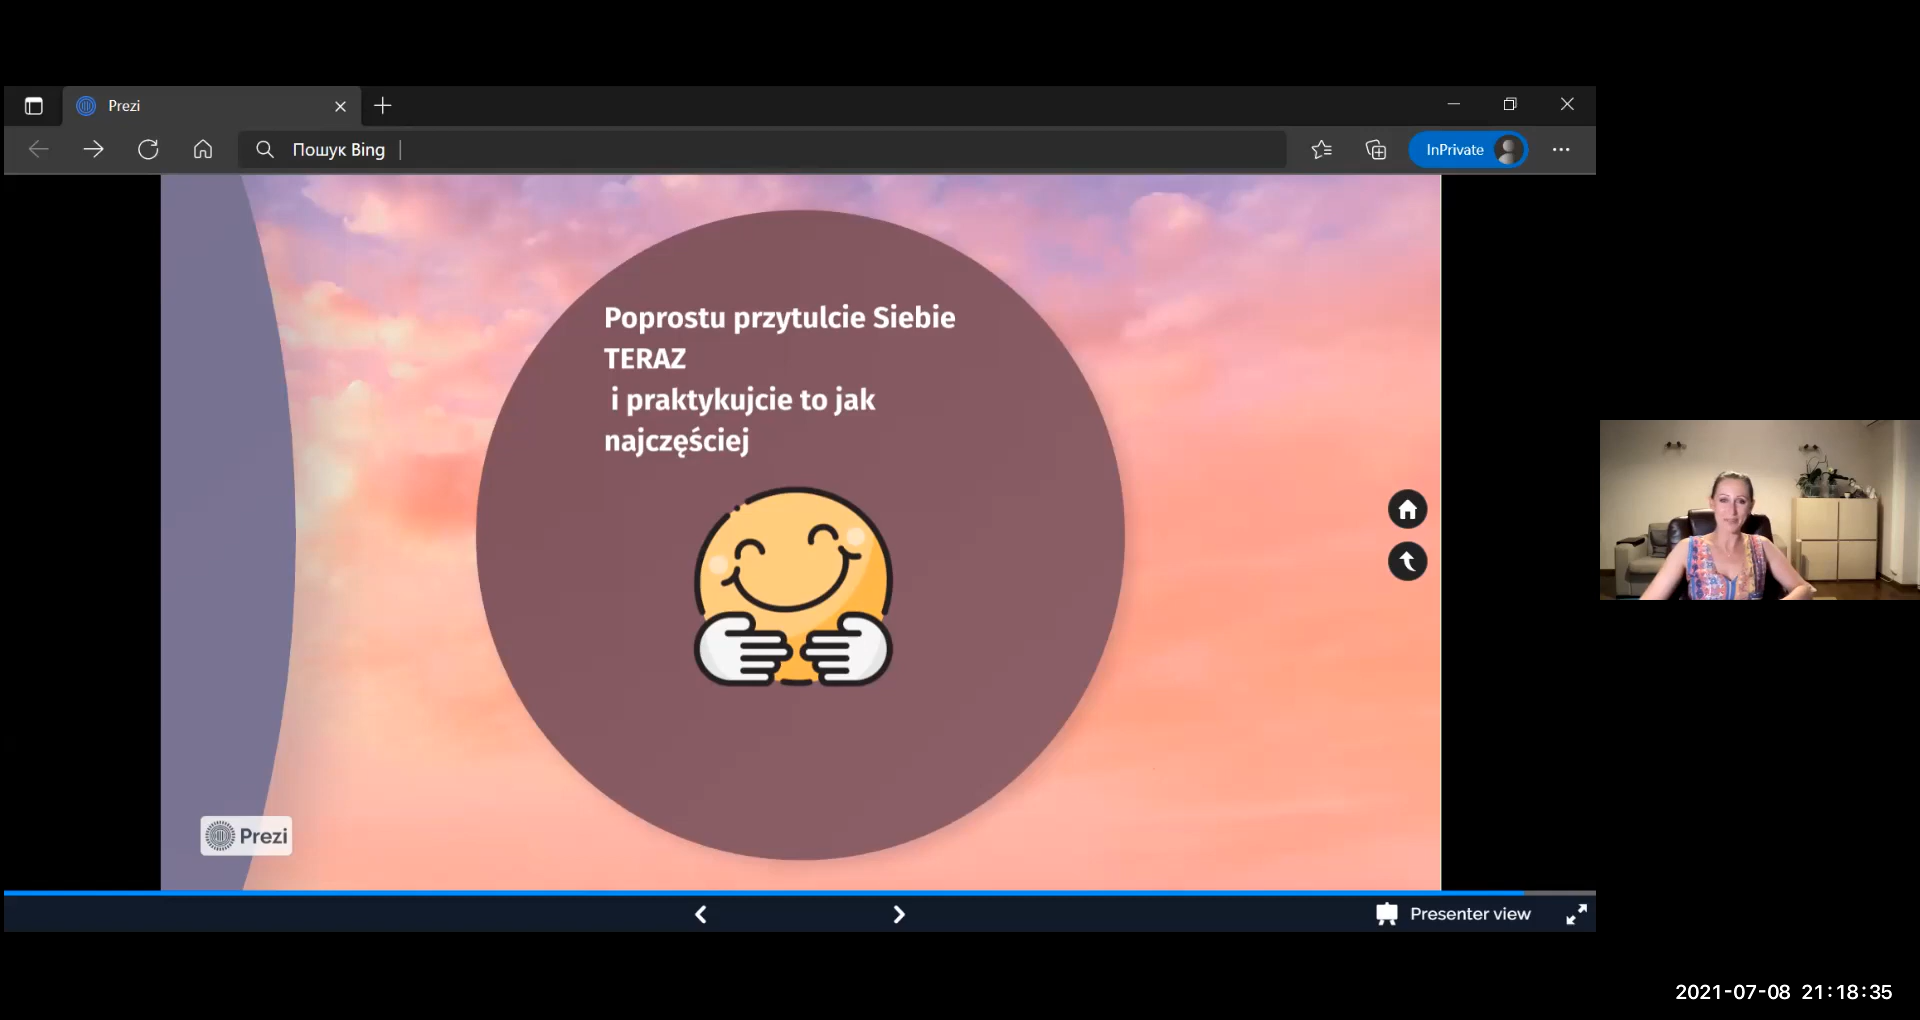 Prezi
Пошук Bing
InPrivate
Poprostu przytulcie Siebie
TERAZ
i praktykujcie to jak
najczęściej
Prezi
Presenter view
2021-07-08 21:18:35